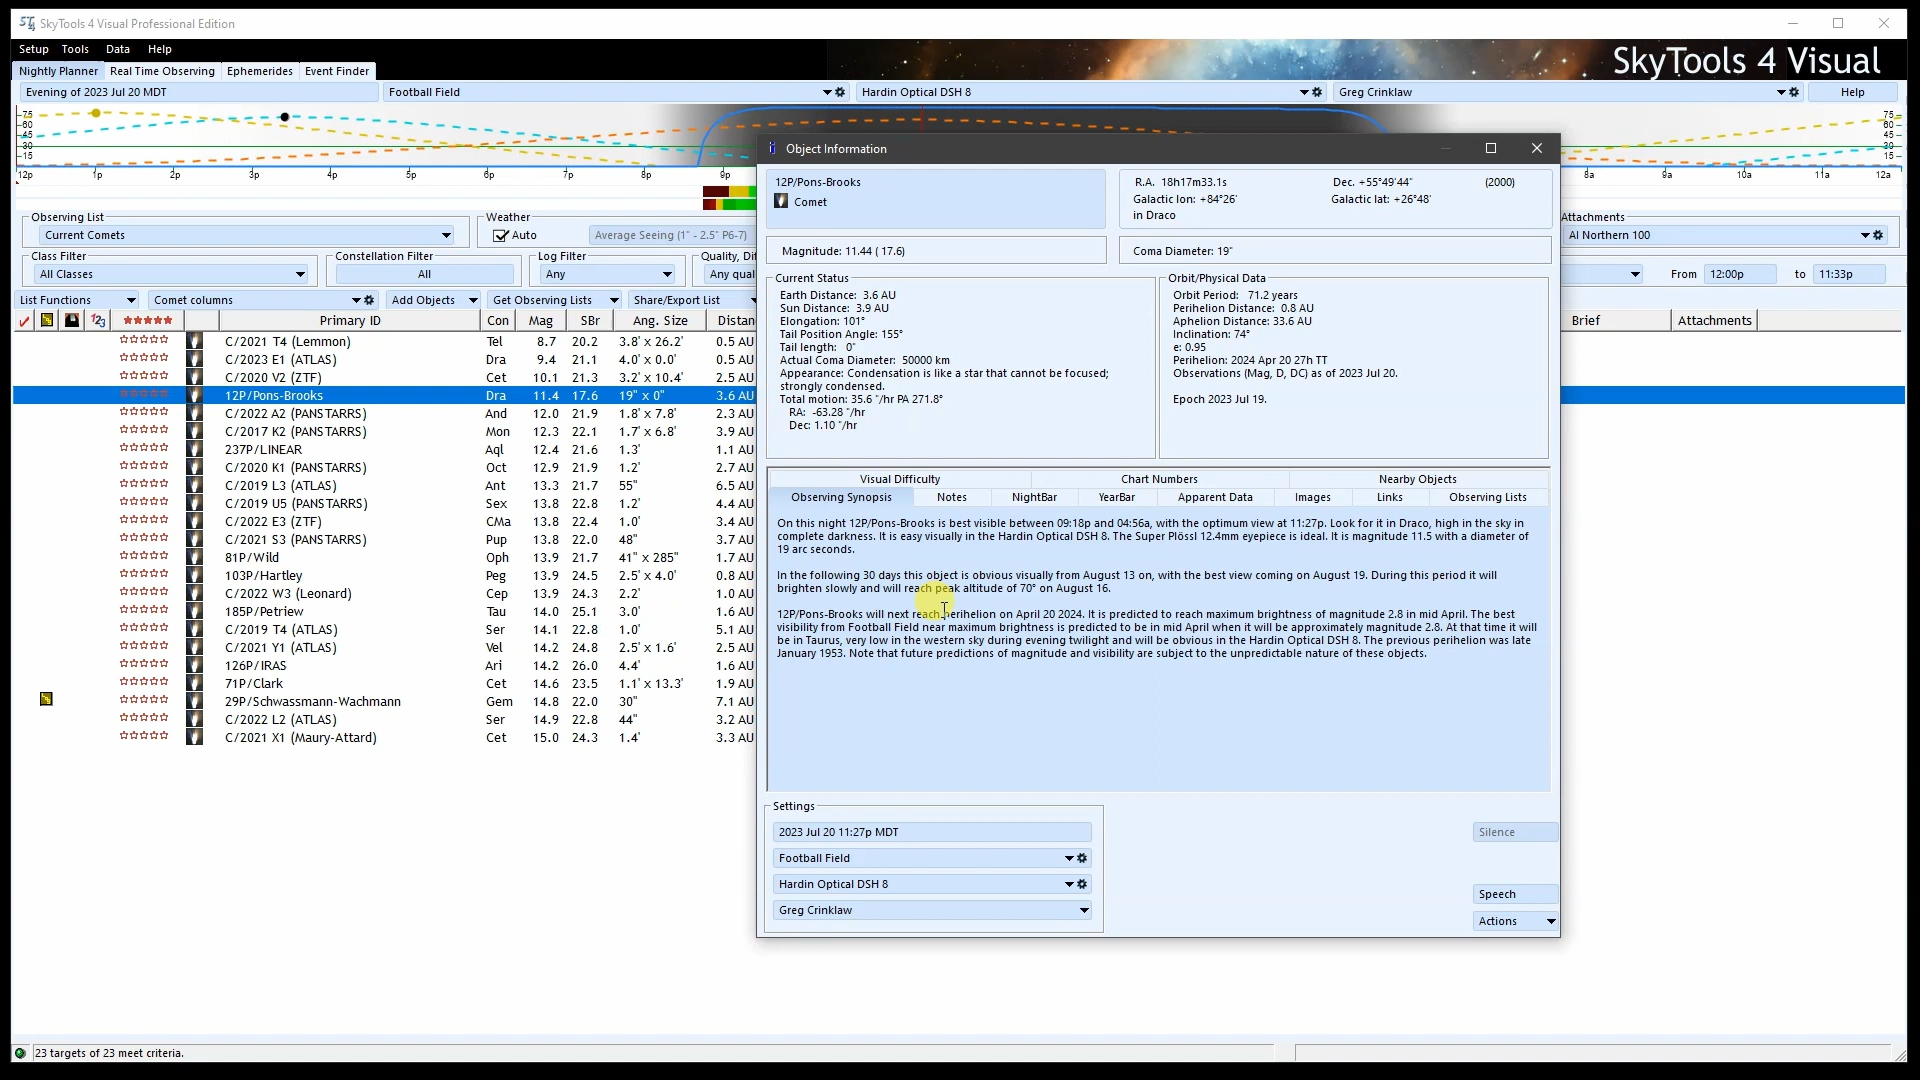 SkyTools 4 Visual Professional Edition
Setup Tools Data Help
SkyTools 4 Visual
Nightly Planner Real Time Observing Ephemerides Event Finder
Evening of 2023 Jul 20 MDT Football Field Hardin Optical DSH 8 Greg Crinklaw Help
75 60 45 30 15
75 60 45 30 15
12p 1p 2p 3p 4p 5p 6p 7p 8p 9p 8a 9a 10a 11a 12a
Observing List Weather Attachments
Current Comets Auto Average Seeing (1" - 2.5" P6-7) AI Northern 100
Class Filter Constellation Filter Log Filter Quality, Di
All Classes All Any Any qual From 12:00p to 11:33p
List Functions Comet columns Add Objects Get Observing Lists Share/Export List
Primary ID Con Mag SBr Ang. Size Distan Brief Attachments
C/2021 T4 (Lemmon) Tel 8.7 20.2 3.8' x 26.2' 0.5 AU
C/2023 E1 (ATLAS) Dra 9.4 21.1 4.0' x 0.0' 0.5 AU
C/2020 V2 (ZTF) Cet 10.1 21.3 3.2' x 10.4' 2.5 AU
12P/Pons-Brooks Dra 11.4 17.6 19" x 0" 3.6 AU
C/2022 A2 (PANSTARRS) And 12.0 21.9 1.8' x 7.8' 2.3 AU
C/2017 K2 (PANSTARRS) Mon 12.3 22.1 1.7' x 6.8' 3.9 AU
237P/LINEAR Aql 12.4 21.6 1.3' 1.1 AU
C/2020 K1 (PANSTARRS) Oct 12.9 21.9 1.2' 2.7 AU
C/2019 L3 (ATLAS) Ant 13.3 21.7 55" 6.5 AU
C/2019 U5 (PANSTARRS) Sex 13.8 22.8 1.2' 4.4 AU
C/2022 E3 (ZTF) CMa 13.8 22.4 1.0' 3.4 AU
C/2021 S3 (PANSTARRS) Pup 13.8 22.0 48" 3.7 AU
81P/Wild Oph 13.9 21.7 41" x 285" 1.7 AU
103P/Hartley Peg 13.9 24.5 2.5' x 4.0' 0.8 AU
C/2022 W3 (Leonard) Cep 13.9 24.3 2.2' 1.0 AU
185P/Petriew Tau 14.0 25.1 3.0' 1.6 AU
C/2019 T4 (ATLAS) Ser 14.1 22.8 1.0' 5.1 AU
C/2021 Y1 (ATLAS) Vel 14.2 24.8 2.5' x 1.6' 2.5 AU
126P/IRAS Ari 14.2 26.0 4.4' 1.6 AU
71P/Clark Cet 14.6 23.5 1.1' x 13.3' 1.9 AU
29P/Schwassmann-Wachmann Gem 14.8 22.0 30" 7.1 AU
C/2022 L2 (ATLAS) Ser 14.9 22.8 44" 3.2 AU
C/2021 X1 (Maury-Attard) Cet 15.0 24.3 1.4' 3.3 AU
Object Information
12P/Pons-Brooks
Comet
R.A. 18h17m33.1s Dec. +55°49'44" (2000)
Galactic lon: +84°26' Galactic lat: +26°48'
in Draco
Magnitude: 11.44 ( 17.6) Coma Diameter: 19"
Current Status
Earth Distance: 3.6 AU
Sun Distance: 3.9 AU
Elongation: 101°
Tail Position Angle: 155°
Tail length: 0"
Actual Coma Diameter: 50000 km
Appearance: Condensation is like a star that cannot be focused;
strongly condensed.
Total motion: 35.6 "/hr PA 271.8°
RA: -63.28 "/hr
Dec: 1.10 "/hr
Orbit/Physical Data
Orbit Period: 71.2 years
Perihelion Distance: 0.8 AU
Aphelion Distance: 33.6 AU
Inclination: 74°
e: 0.95
Perihelion: 2024 Apr 20 27h TT
Observations (Mag, D, DC) as of 2023 Jul 20.
Epoch 2023 Jul 19.
Visual Difficulty Chart Numbers Nearby Objects
Observing Synopsis Notes NightBar YearBar Apparent Data Images Links Observing Lists
On this night 12P/Pons-Brooks is best visible between 09:18p and 04:56a, with the optimum view at 11:27p. Look for it in Draco, high in the sky in
complete darkness. It is easy visually in the Hardin Optical DSH 8. The Super Plössl 12.4mm eyepiece is ideal. It is magnitude 11.5 with a diameter of
19 arc seconds.
In the following 30 days this object is obvious visually from August 13 on, with the best view coming on August 19. During this period it will
brighten slowly and will reach peak altitude of 70° on August 16.
12P/Pons-Brooks will next reach perihelion on April 20 2024. It is predicted to reach maximum brightness of magnitude 2.8 in mid April. The best
visibility from Football Field near maximum brightness is predicted to be in mid April when it will be approximately magnitude 2.8. At that time it will
be in Taurus, very low in the western sky during evening twilight and will be obvious in the Hardin Optical DSH 8. The previous perihelion was late
January 1953. Note that future predictions of magnitude and visibility are subject to the unpredictable nature of these objects.
Settings
2023 Jul 20 11:27p MDT
Football Field
Hardin Optical DSH 8
Greg Crinklaw
Silence
Speech
Actions
23 targets of 23 meet criteria.